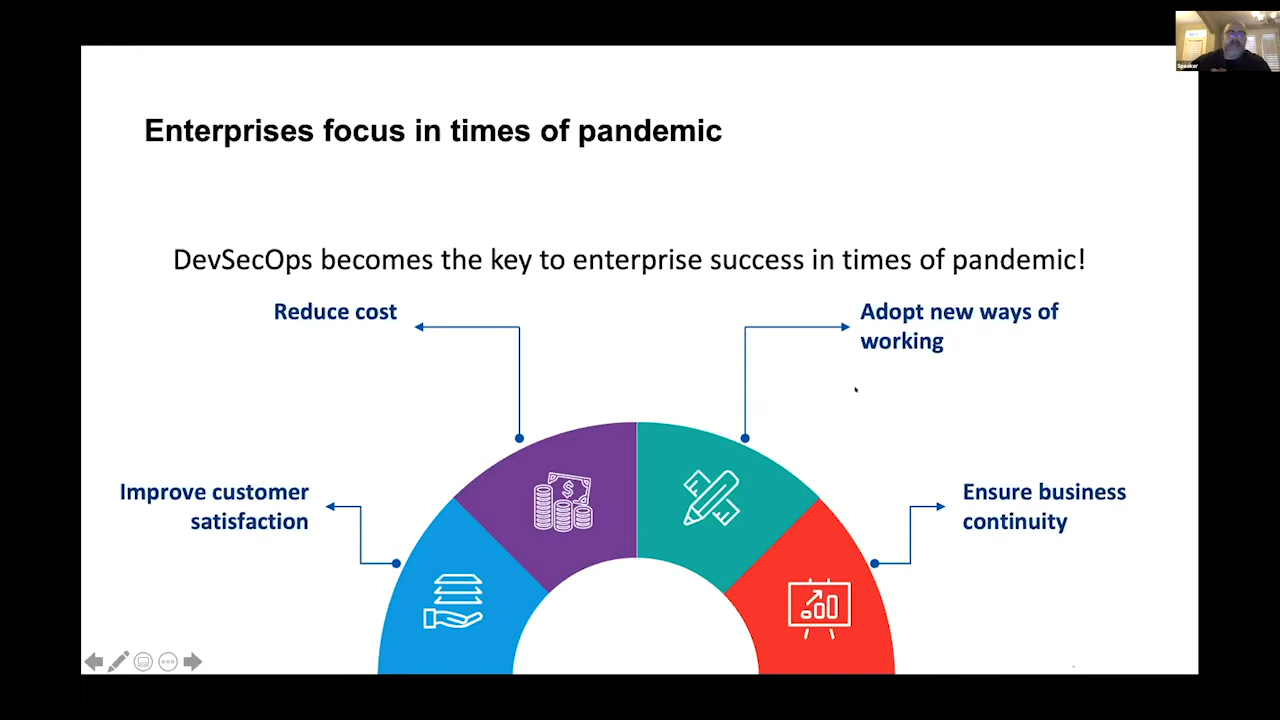 Speaker
Enterprises focus in times of pandemic
DevSecOps becomes the key to enterprise success in times of pandemic!
Reduce cost
Adopt new ways of
working
Improve customer
satisfaction
Ensure business
continuity
$